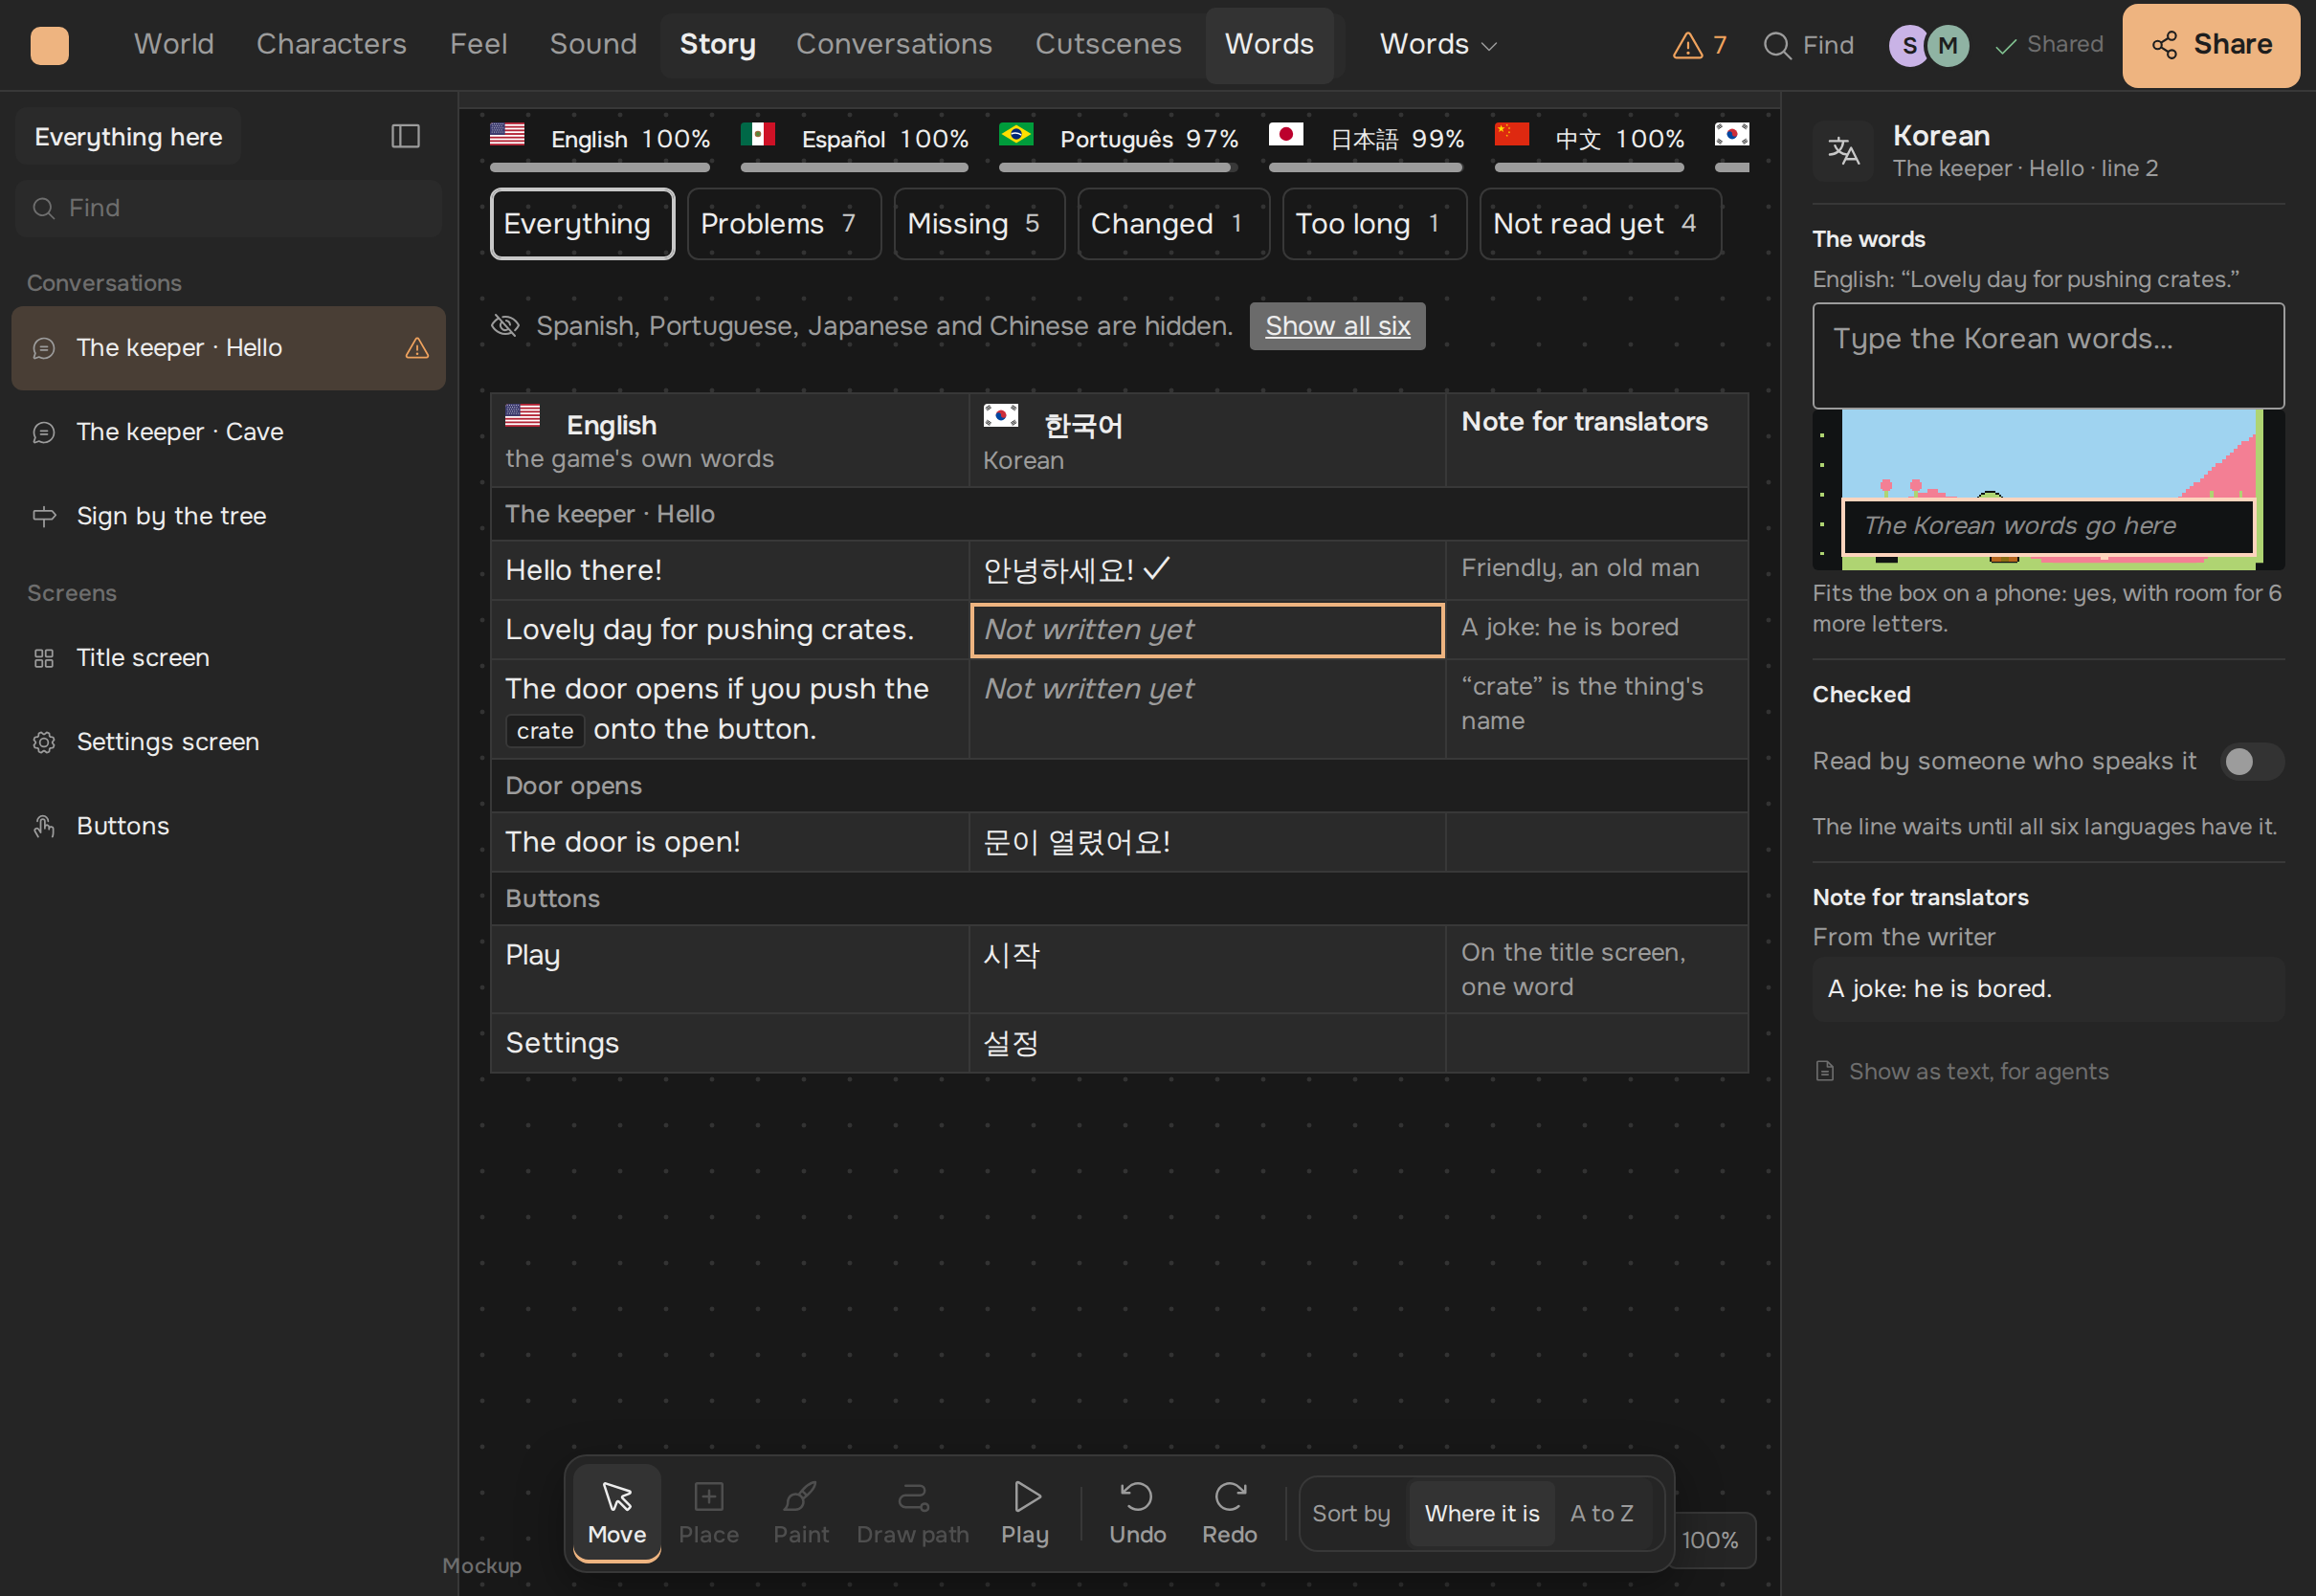 World Characters Feel Sound Story Conversations Cutscenes Words Words 7 Find S M Shared Share
Everything here
Find
Conversations
The keeper · Hello
The keeper · Cave
Sign by the tree
Screens
Title screen
Settings screen
Buttons
English 100% Español 100% Português 97% 日本語 99% 中文 100%
Everything Problems 7 Missing 5 Changed 1 Too long 1 Not read yet 4
Spanish, Portuguese, Japanese and Chinese are hidden. Show all six
English 한국어 Note for translators
the game's own words Korean
The keeper · Hello
Hello there! 안녕하세요! Friendly, an old man
Lovely day for pushing crates. Not written yet A joke: he is bored
The door opens if you push the Not written yet “crate” is the thing's
crate onto the button. name
Door opens
The door is open! 문이 열렸어요!
Buttons
Play 시작 On the title screen,
one word
Settings 설정
Move Place Paint Draw path Play Undo Redo Sort by Where it is A to Z 100%
Mockup
Korean
The keeper · Hello · line 2
The words
English: “Lovely day for pushing crates.”
Type the Korean words...
The Korean words go here
Fits the box on a phone: yes, with room for 6
more letters.
Checked
Read by someone who speaks it
The line waits until all six languages have it.
Note for translators
From the writer
A joke: he is bored.
Show as text, for agents